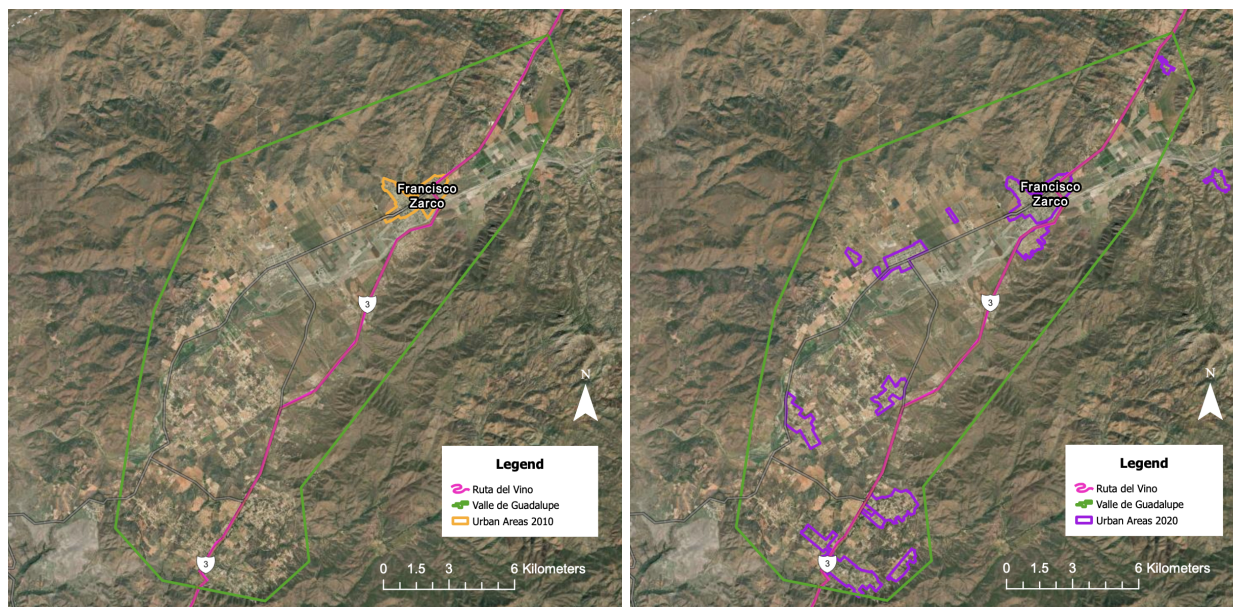 Francisco
Zarco
3
N
Legend
Ruta del Vino
Valle de Guadalupe
Urban Areas 2010
3
0 1.5 3 6 Kilometers
Francisco
Zarco
3
N
Legend
Ruta del Vino
Valle de Guadalupe
Urban Areas 2020
3
0 1.5 3 6 Kilometers